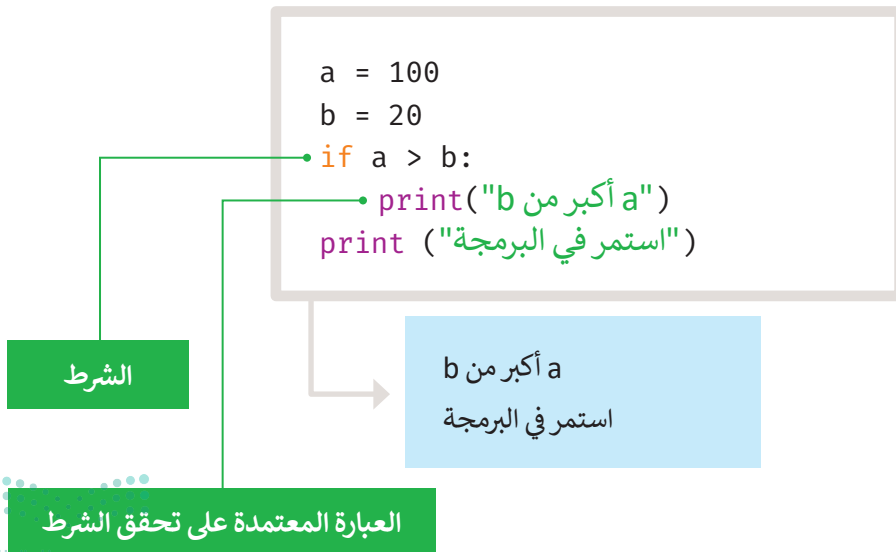 a = 100
b = 20
if a > b:
print("a أكبر من b")
print ("استمر في البرمجة")
الشرط
a أكبر من b
استمر في البرمجة
العبارة المعتمدة على تحقق الشرط